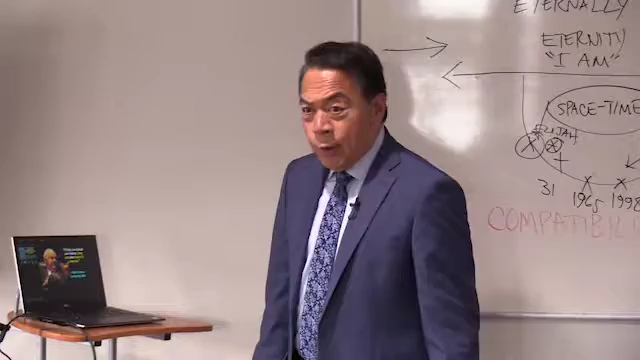 ETERNALLY
ETERNITY
"I AM"
SPACE-TIME
ELIJAH
31 1965 1998
COMPATIBILI